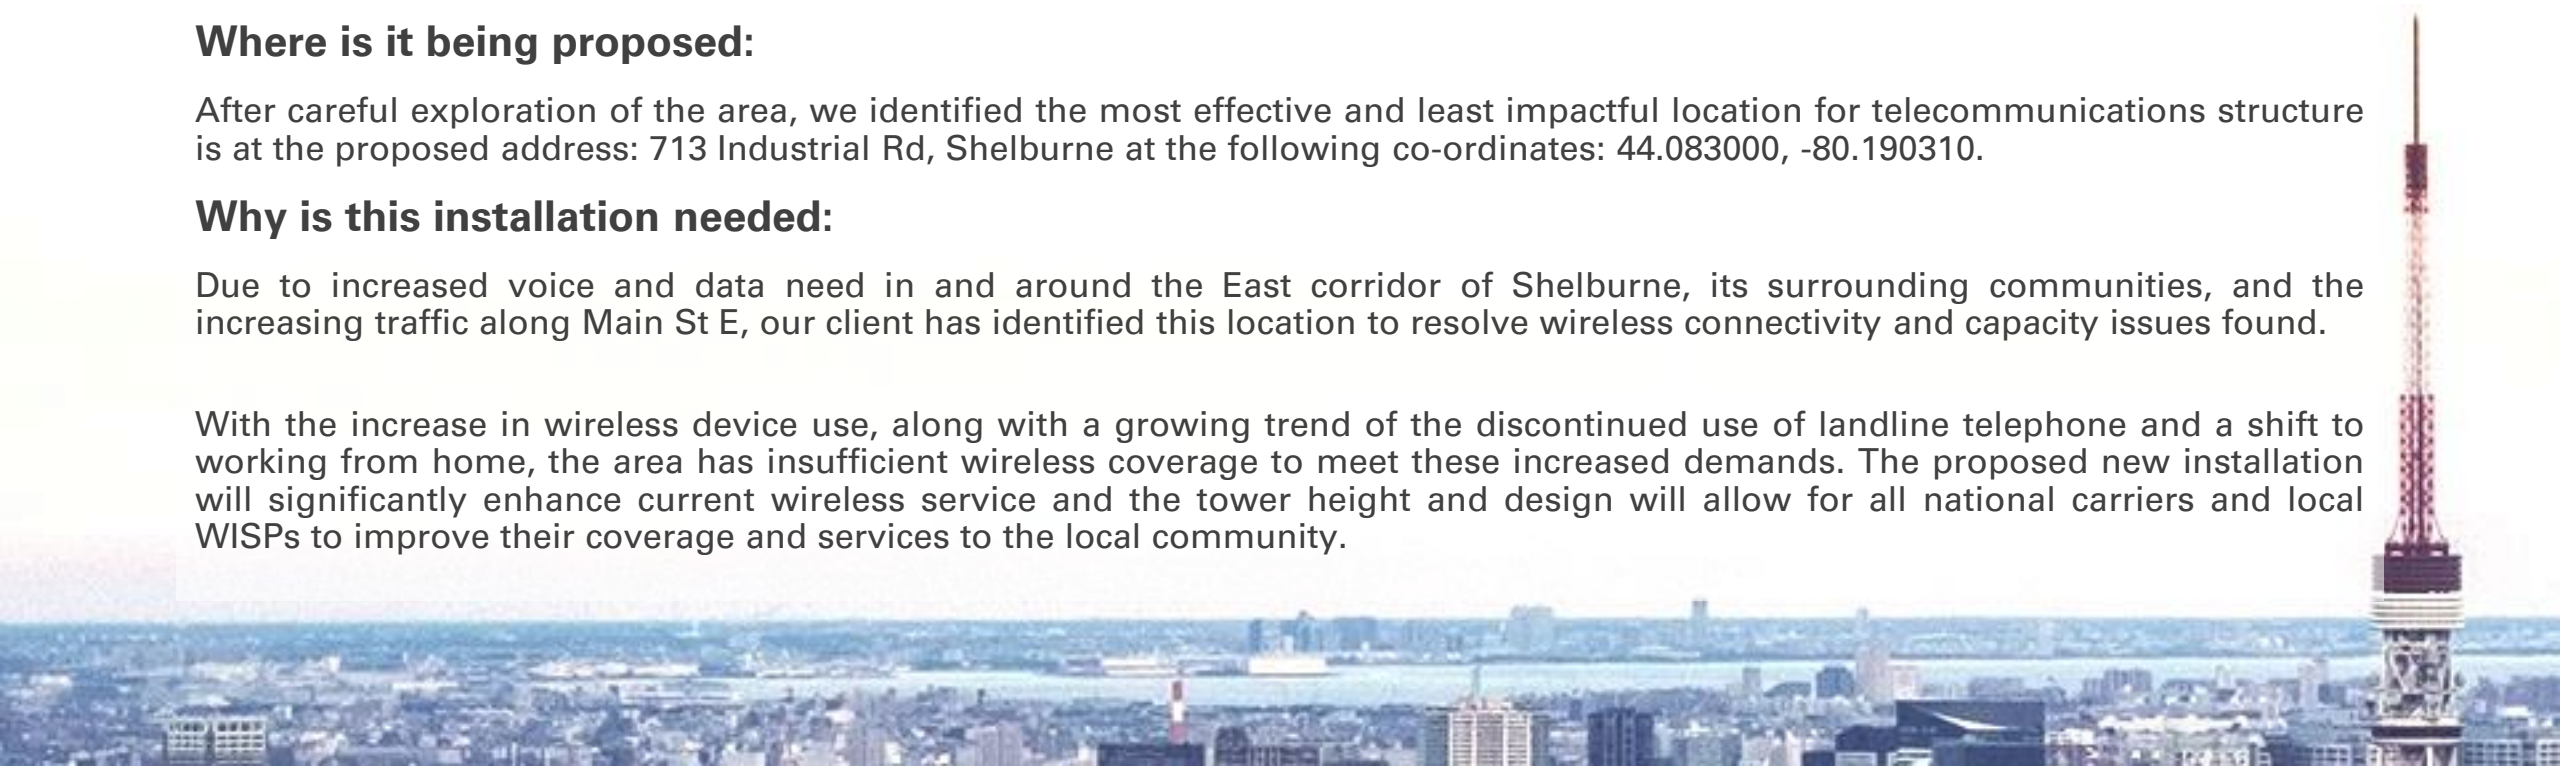 Where is it being proposed:
After careful exploration of the area, we identified the most effective and least impactful location for telecommunications structure
is at the proposed address: 713 Industrial Rd, Shelburne at the following co-ordinates: 44.083000, -80.190310.
Why is this installation needed:
Due to increased voice and data need in and around the East corridor of Shelburne, its surrounding communities, and the
increasing traffic along Main St E, our client has identified this location to resolve wireless connectivity and capacity issues found.
With the increase in wireless device use, along with a growing trend of the discontinued use of landline telephone and a shift to
working from home, the area has insufficient wireless coverage to meet these increased demands. The proposed new installation
will significantly enhance current wireless service and the tower height and design will allow for all national carriers and local
WISPs to improve their coverage and services to the local community.